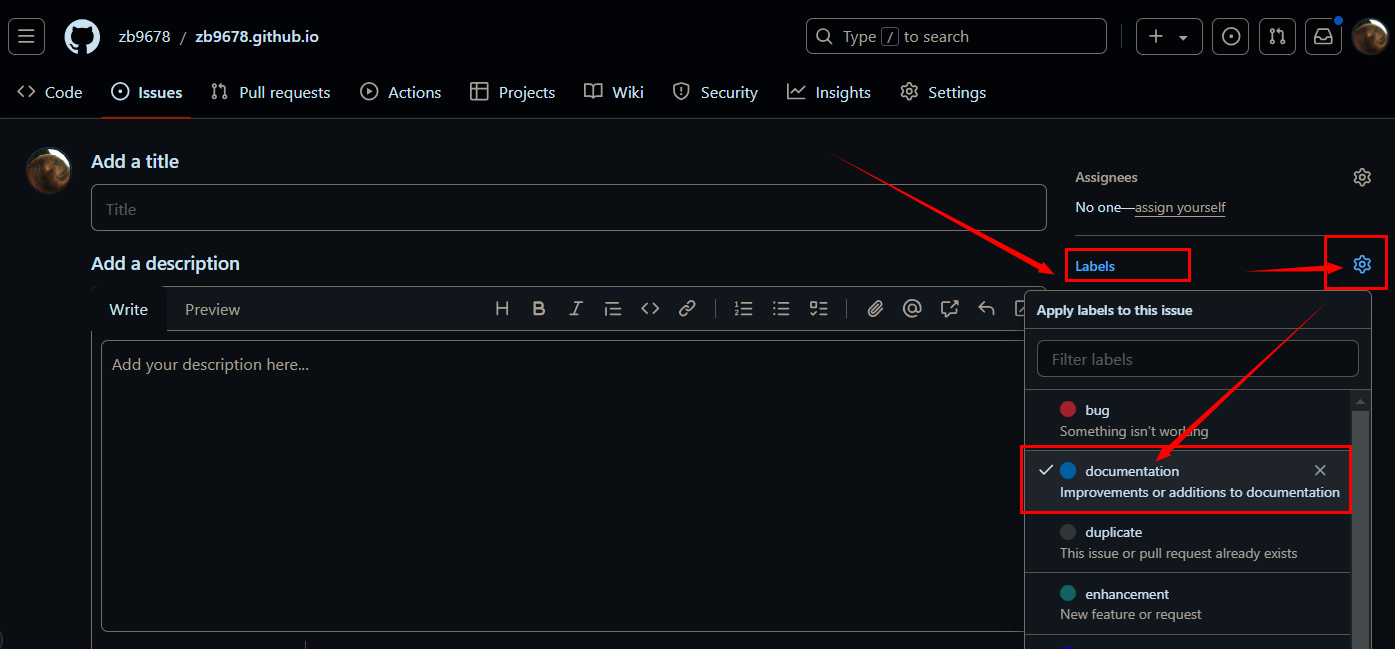 zb9678 / zb9678.github.io
Type / to search
Code Issues Pull requests Actions Projects Wiki Security Insights Settings
Add a title
Title
Add a description
Write Preview
Add your description here...
Assignees
No one—assign yourself
Labels
Apply labels to this issue
Filter labels
bug
Something isn't working
documentation
Improvements or additions to documentation
duplicate
This issue or pull request already exists
enhancement
New feature or request